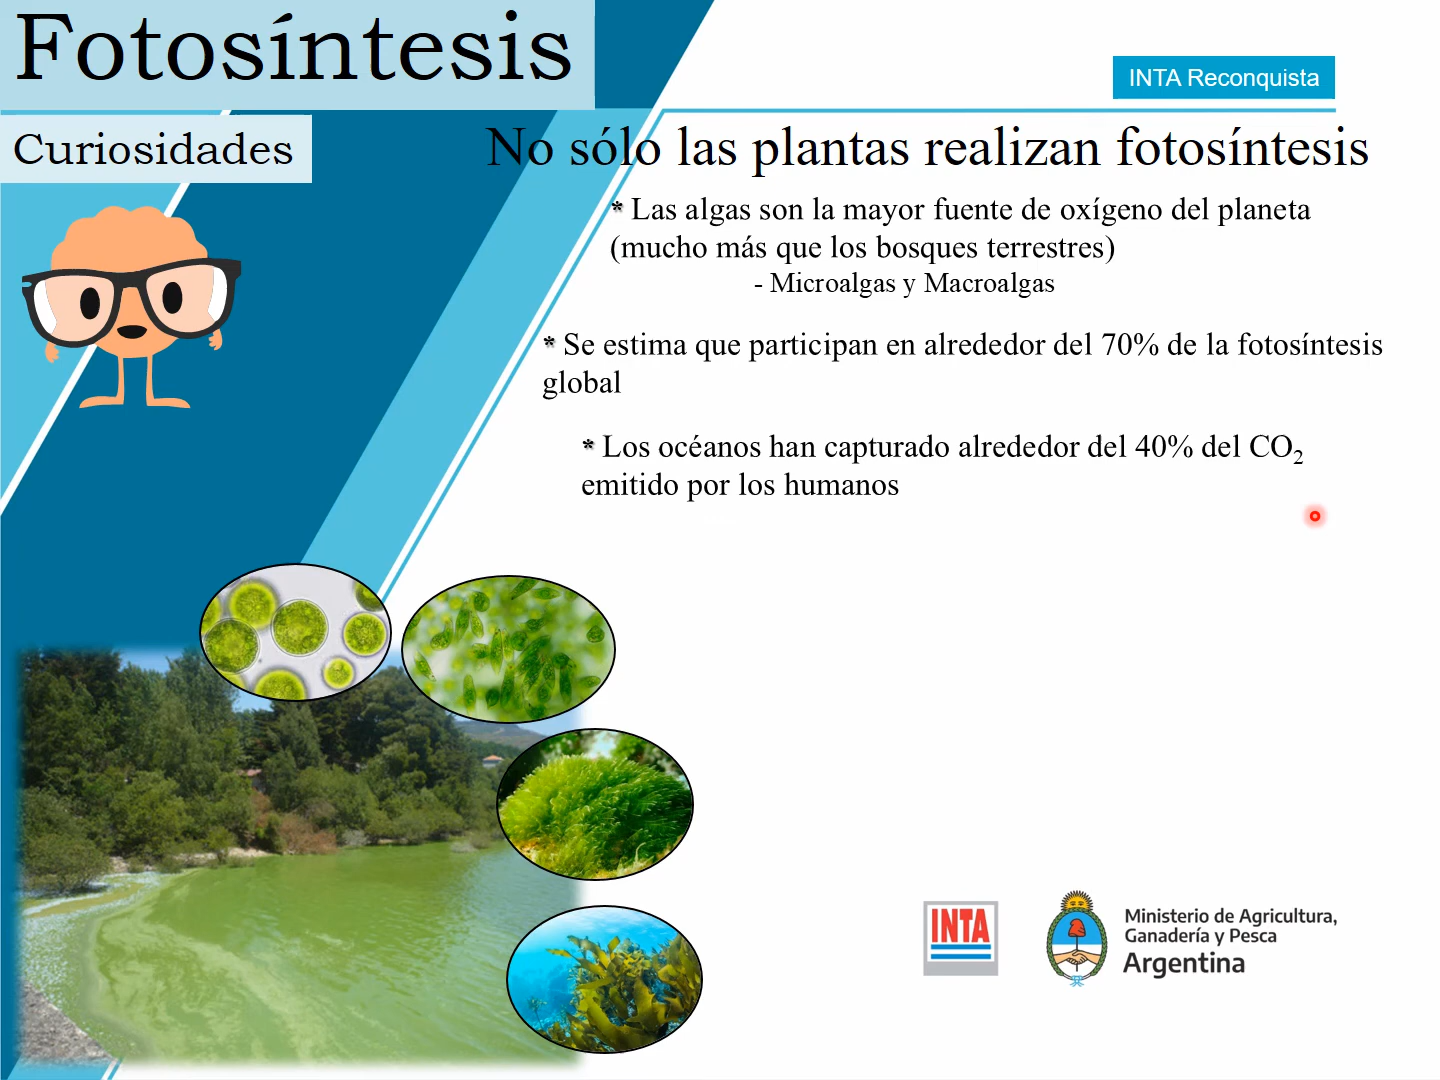 Fotosíntesis
INTA Reconquista
Curiosidades
No sólo las plantas realizan fotosíntesis
* Las algas son la mayor fuente de oxígeno del planeta
(mucho más que los bosques terrestres)
- Microalgas y Macroalgas
* Se estima que participan en alrededor del 70% de la fotosíntesis
global
* Los océanos han capturado alrededor del 40% del CO₂
emitido por los humanos
INTA
Ministerio de Agricultura,
Ganadería y Pesca
Argentina